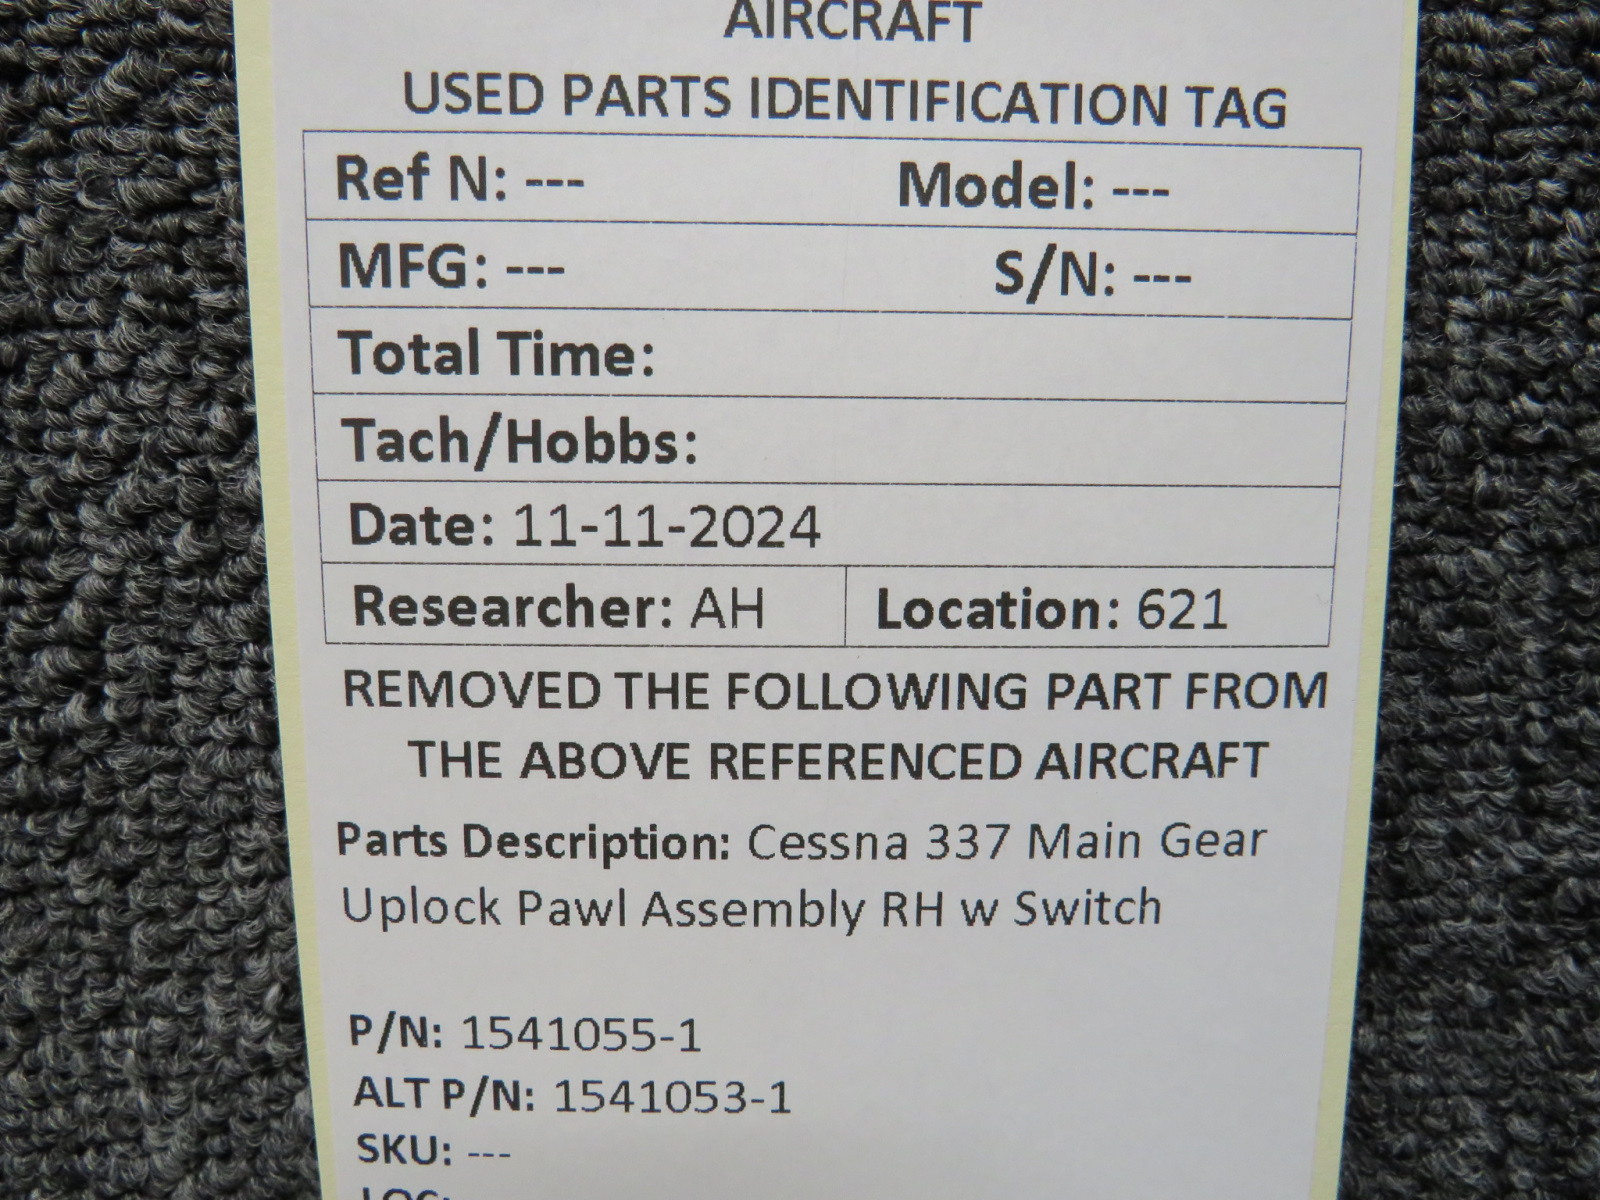 AIRCRAFT
USED PARTS IDENTIFICATION TAG
Ref N: --- Model: ---
MFG: --- S/N: ---
Total Time:
Tach/Hobbs:
Date: 11-11-2024
Researcher: AH Location: 621
REMOVED THE FOLLOWING PART FROM
THE ABOVE REFERENCED AIRCRAFT
Parts Description: Cessna 337 Main Gear
Uplock Pawl Assembly RH w Switch
P/N: 1541055-1
ALT P/N: 1541053-1
SKU: ---
LOC: